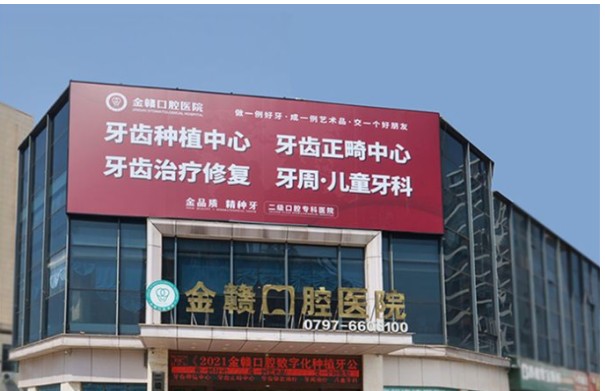 金赣口腔医院
做一例好牙·成一例艺术品·交一个好朋友
牙齿种植中心 牙齿正畸中心
牙齿治疗修复 牙周·儿童牙科
金品质 精种牙 二级口腔专科医院
金赣口腔医院
0797-6606100
(2021金赣口腔数字化种植牙公